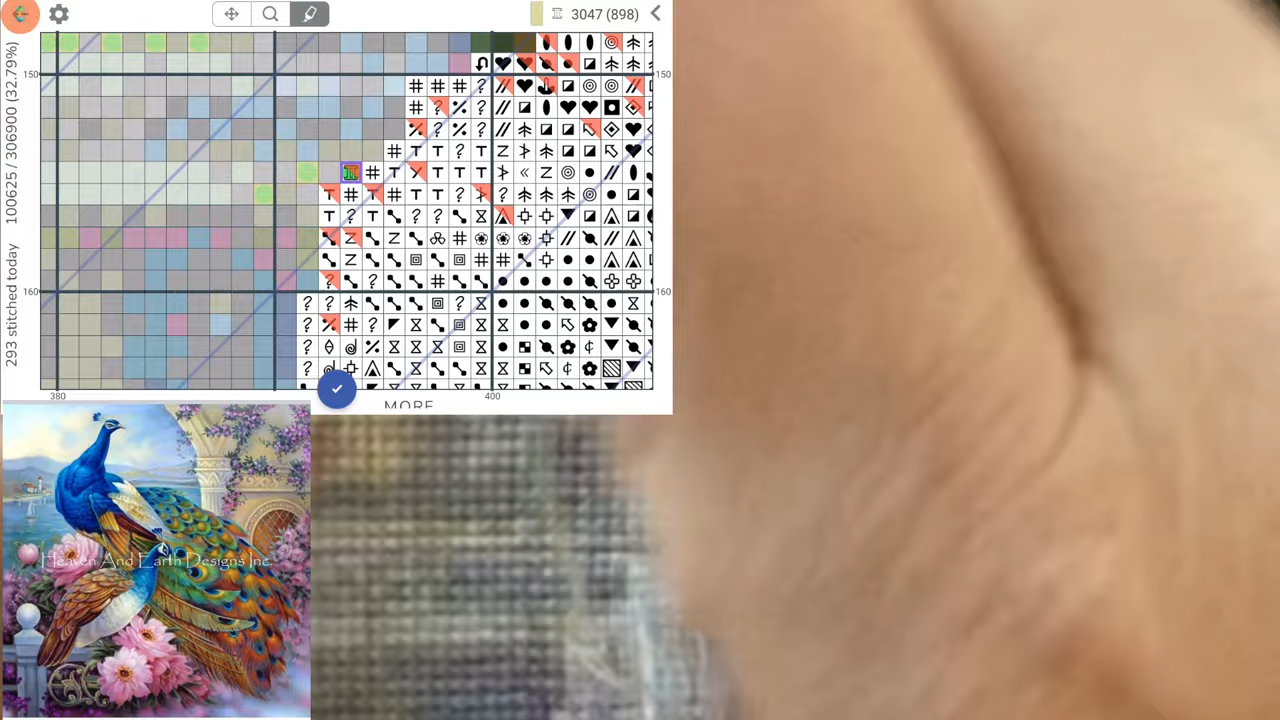 3047 (898)
293 stitched today 100625 / 306900 (32.79%)
150
150
160
160
380
400
MORE
Heaven And Earth Designs Inc.